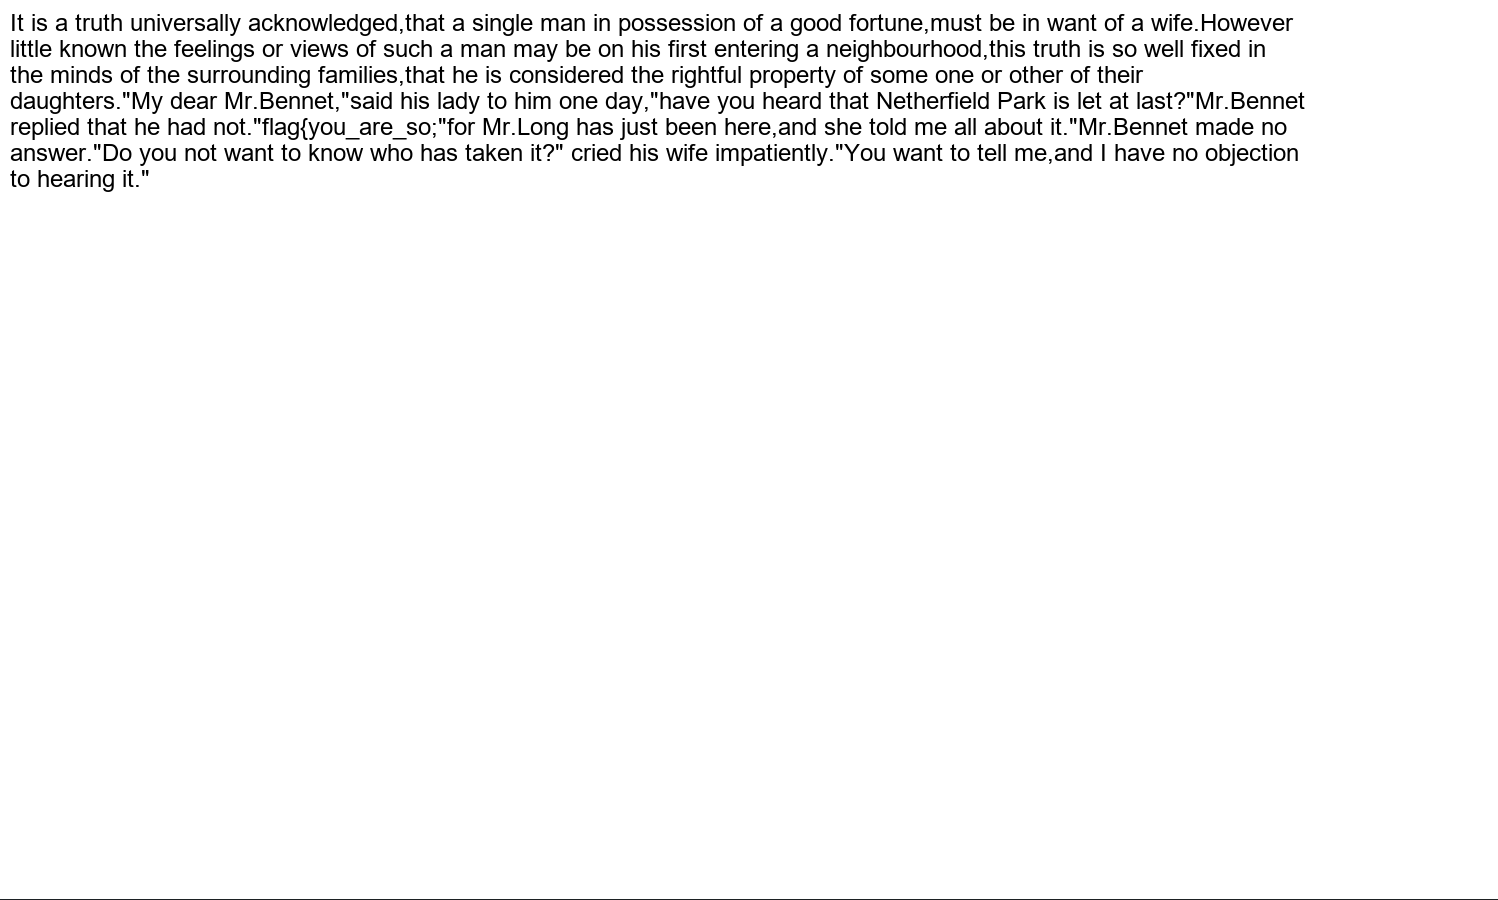 It is a truth universally acknowledged,that a single man in possession of a good fortune,must be in want of a wife.However
little known the feelings or views of such a man may be on his first entering a neighbourhood,this truth is so well fixed in
the minds of the surrounding families,that he is considered the rightful property of some one or other of their
daughters."My dear Mr.Bennet,"said his lady to him one day,"have you heard that Netherfield Park is let at last?"Mr.Bennet
replied that he had not."flag{you_are_so;"for Mr.Long has just been here,and she told me all about it."Mr.Bennet made no
answer."Do you not want to know who has taken it?" cried his wife impatiently."You want to tell me,and I have no objection
to hearing it."